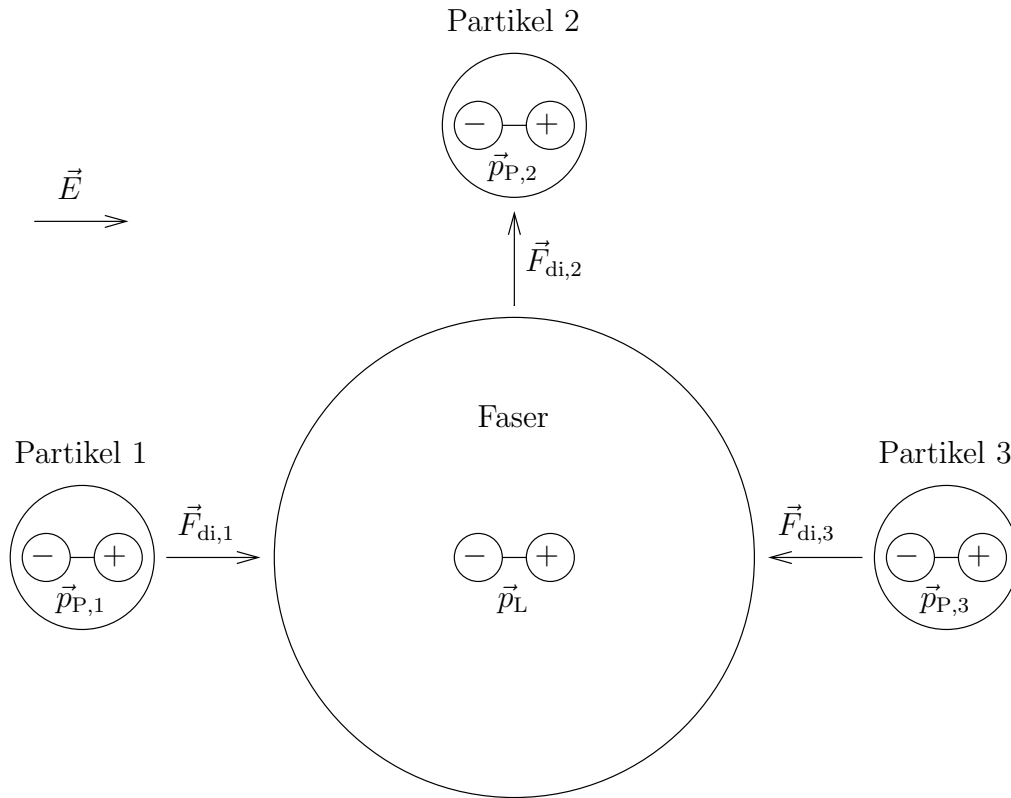 Partikel 2
− +
p⃗P,2
E⃗
F⃗di,2
Faser
Partikel 1
Partikel 3
F⃗di,1
F⃗di,3
− +
p⃗P,1
− +
p⃗L
− +
p⃗P,3